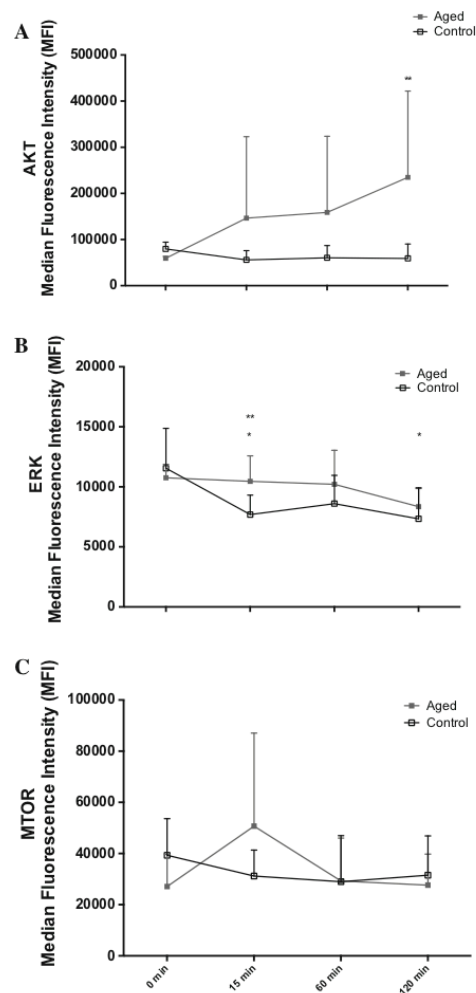 A
Aged
Control
500000
400000
300000
200000
100000
0
AKT
Median Fluorescence Intensity (MFI)
**
B
Aged
Control
20000
15000
10000
5000
0
ERK
Median Fluorescence Intensity (MFI)
**
*
*
C
Aged
Control
100000
80000
60000
40000
20000
0
MTOR
Median Fluorescence Intensity (MFI)
0 min
15 min
60 min
120 min